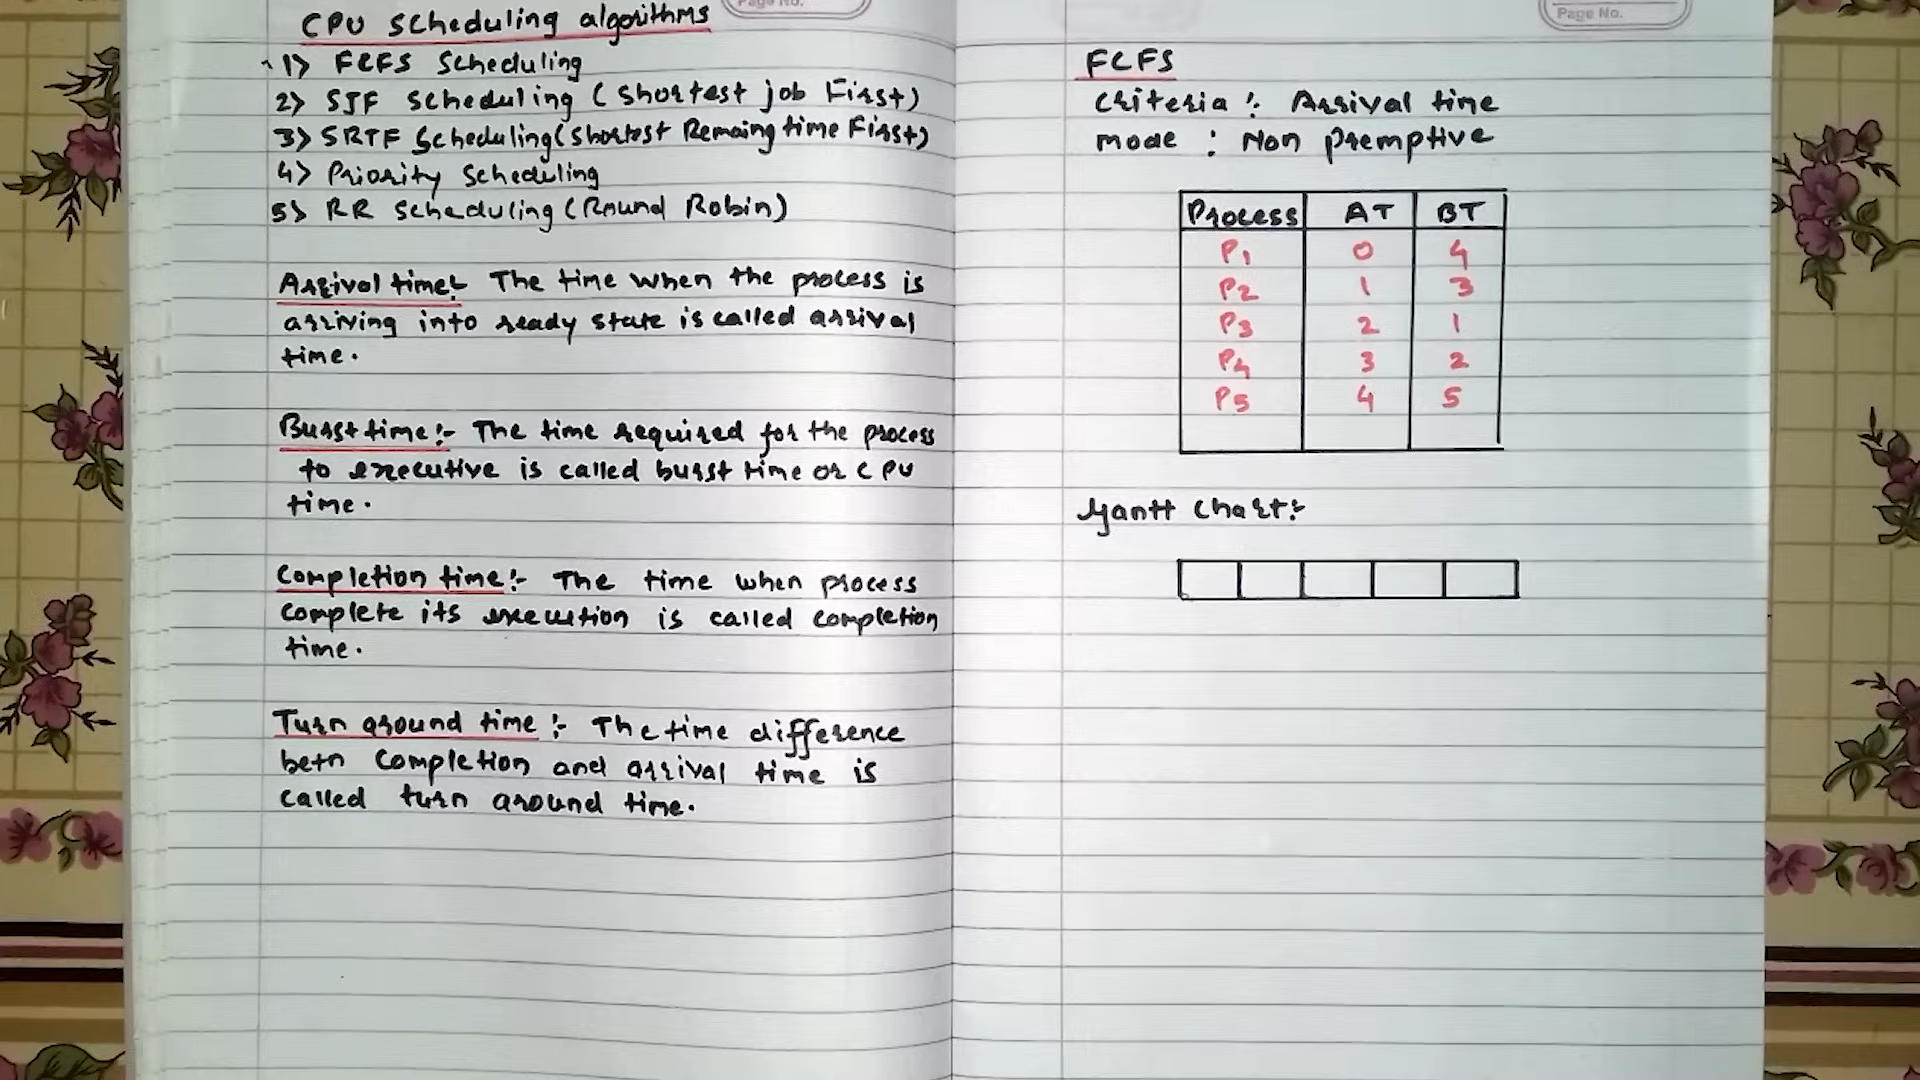 Page No.
CPU scheduling algorithms
1> FCFS scheduling
2> SJF scheduling (shortest job First)
3> SRTF Scheduling (shortest Remaing time First)
4> Priority scheduling
5> RR scheduling (Round Robin)
Arrival time:- The time when the process is
arriving into ready state is called arrival
time.
Burst time:- The time required for the process
to executive is called burst time or CPU
time.
Completion time:- The time when process
complete its execution is called completion
time.
Turn around time:- The time difference
betn completion and arrival time is
called turn around time.
Page No.
FCFS
criteria : Arrival time
mode : Non premptive
Process AT BT
P1 0 4
P2 1 3
P3 2 1
P4 3 2
P5 4 5
Gantt chart:-